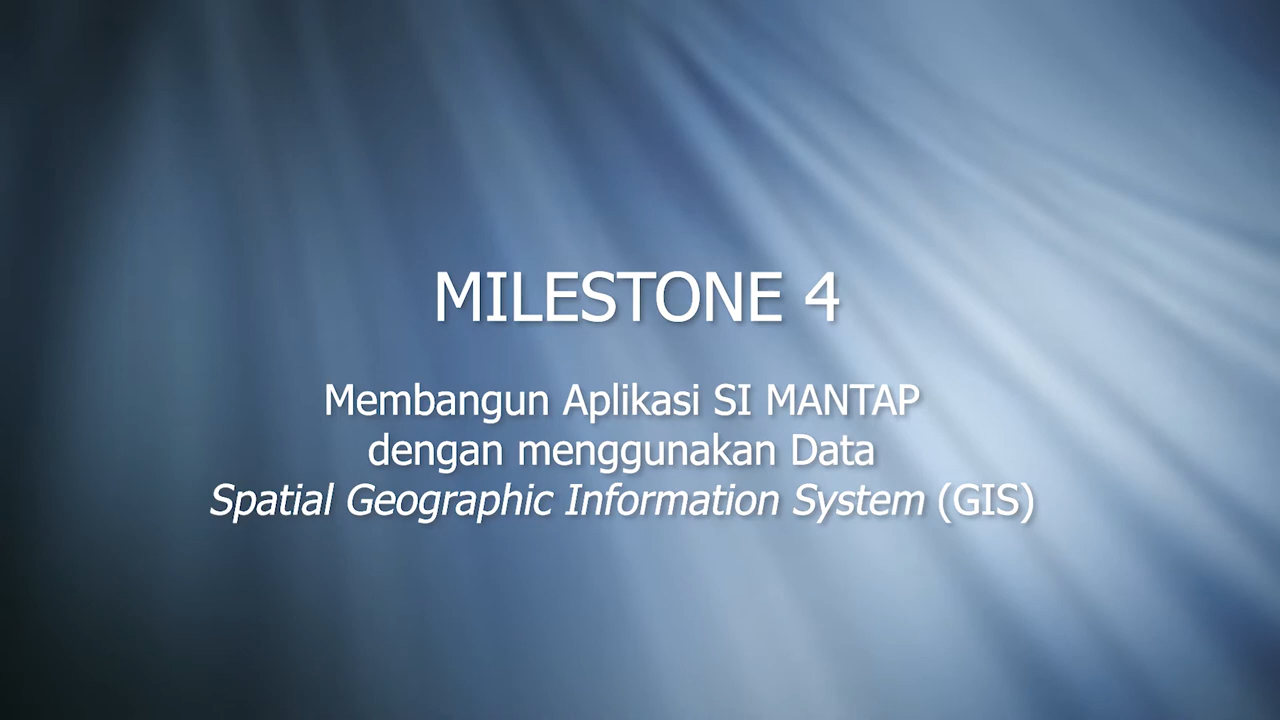 MILESTONE 4
Membangun Aplikasi SI MANTAP
dengan menggunakan Data
Spatial Geographic Information System (GIS)